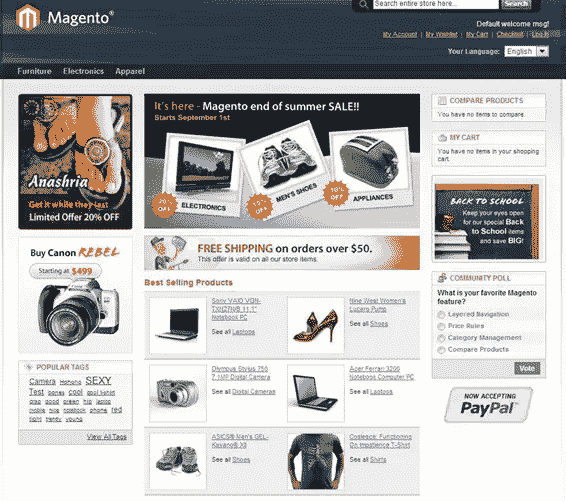 Search entire store here...
Search
Magento®
Default welcome msg!
My Account | My Wishlist | My Cart | Checkout | Log In
Your Language: English
Furniture Electronics Apparel
Anashria
Get it while they last
Limited Offer 20% OFF
It's here - Magento end of summer SALE!!
Starts September 1st
20% OFF
ELECTRONICS
OFF
MEN'S SHOES
10% OFF
APPLIANCES
COMPARE PRODUCTS
You have no items to compare.
MY CART
You have no items in your shopping
cart.
BACK TO SCHOOL
Keep your eyes open
for our special Back
to School items
and save BIG!
FREE SHIPPING on orders over $50.
This offer is valid on all our store items.
Buy Canon REBEL
Starting at $499
COMMUNITY POLL
What is your favorite Magento
feature?
Layered Navigation
Price Rules
Category Management
Compare Products
Vote
Best Selling Products
Sony VAIO VGN-
TXN27N/B 11.1"
Notebook PC
See all Laptops
Nine West Women's
Lucero Pump
See all Shoes
POPULAR TAGS
Camera SEXY
Test bones cool cool t-shirt
crap good green hip laptop
mobile nice notebook phone red
tight trendy young
View All Tags
Olympus Stylus 750
7.1MP Digital Camera
See all Digital Cameras
Acer Ferrari 3200
Notebook Computer PC
See all Laptops
NOW ACCEPTING
PayPal
ASICS® Men's GEL-
Kayano® XII
See all Shoes
Coalesce: Functioning
On Impatience T-Shirt
See all Shirts